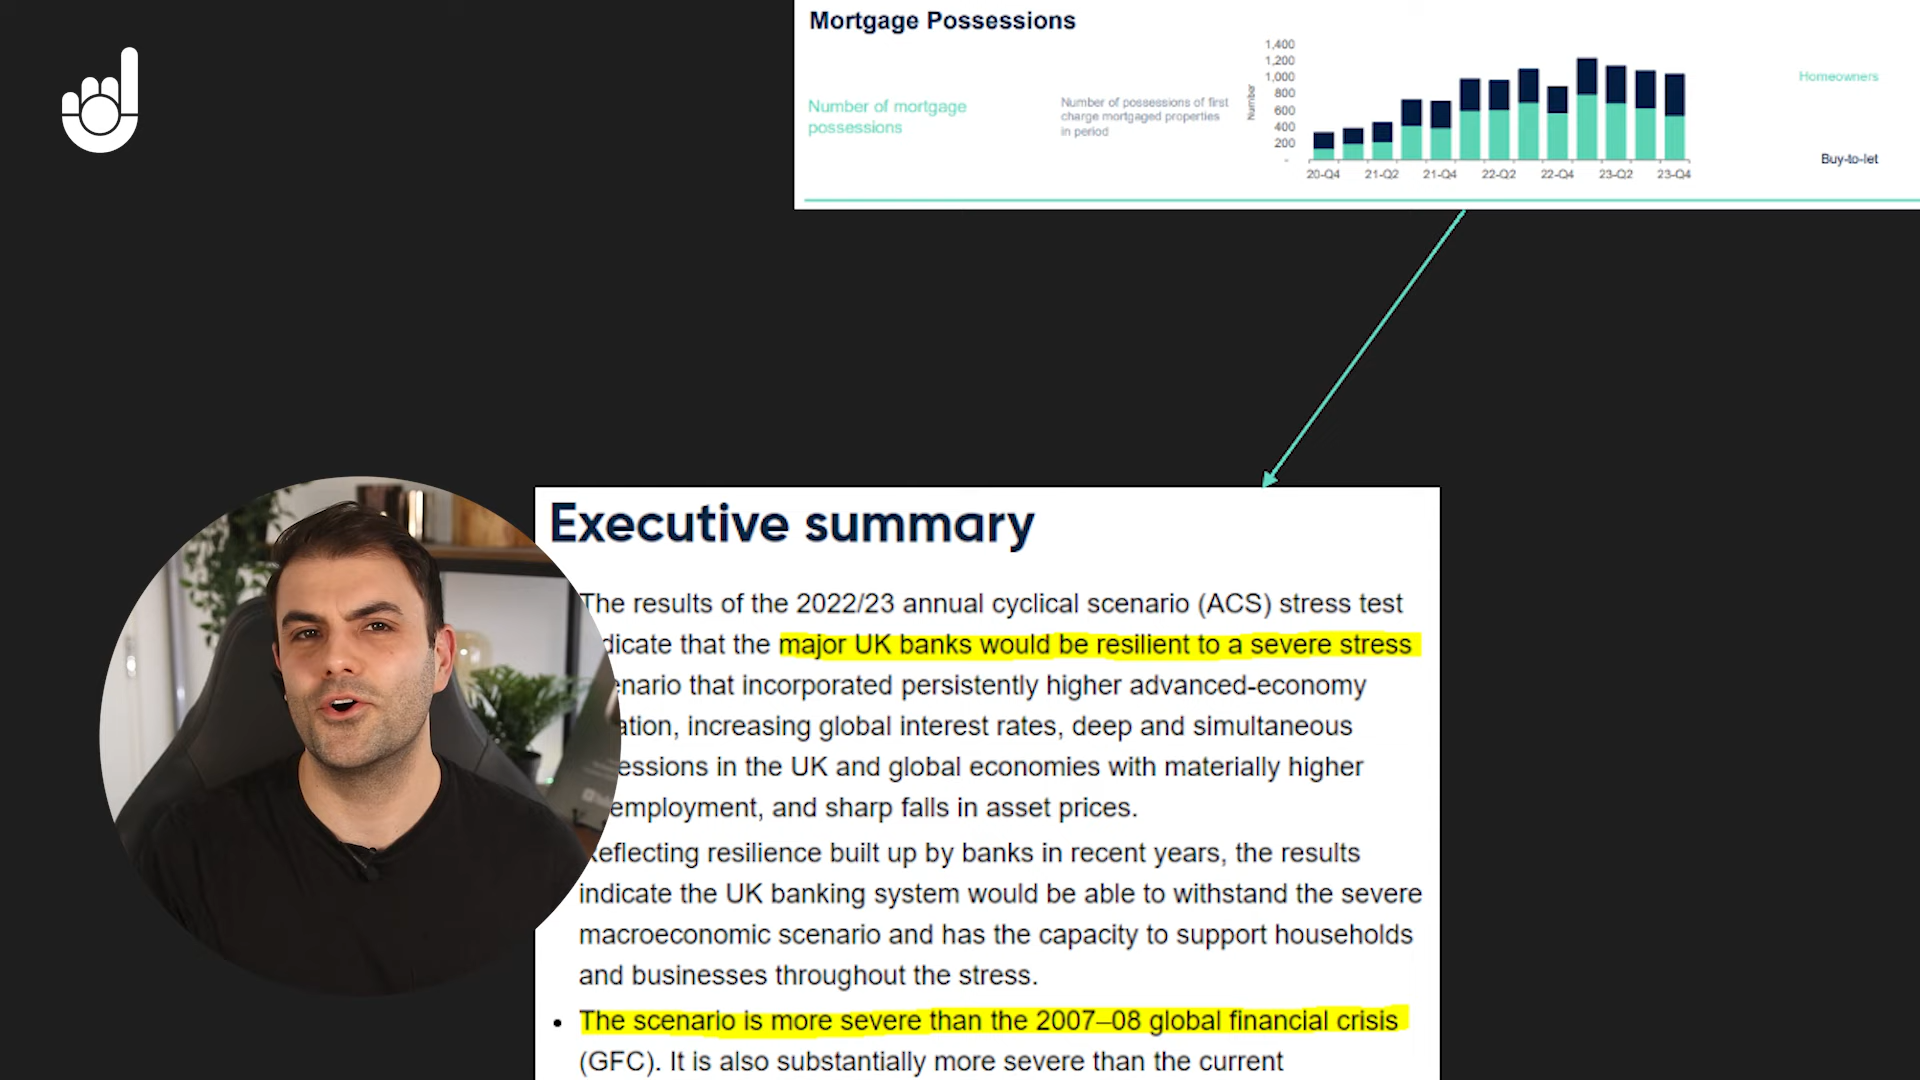 Mortgage Possessions
Number of mortgage
possessions
Number of possessions of first
charge mortgaged properties
in period
Number
1,400
1,200
1,000
800
600
400
200
-
20-Q4 21-Q2 21-Q4 22-Q2 22-Q4 23-Q2 23-Q4
Homeowners
Buy-to-let
Executive summary
The results of the 2022/23 annual cyclical scenario (ACS) stress test
dicate that the major UK banks would be resilient to a severe stress
enario that incorporated persistently higher advanced-economy
ation, increasing global interest rates, deep and simultaneous
essions in the UK and global economies with materially higher
employment, and sharp falls in asset prices.
Reflecting resilience built up by banks in recent years, the results
indicate the UK banking system would be able to withstand the severe
macroeconomic scenario and has the capacity to support households
and businesses throughout the stress.
• The scenario is more severe than the 2007–08 global financial crisis
(GFC). It is also substantially more severe than the current